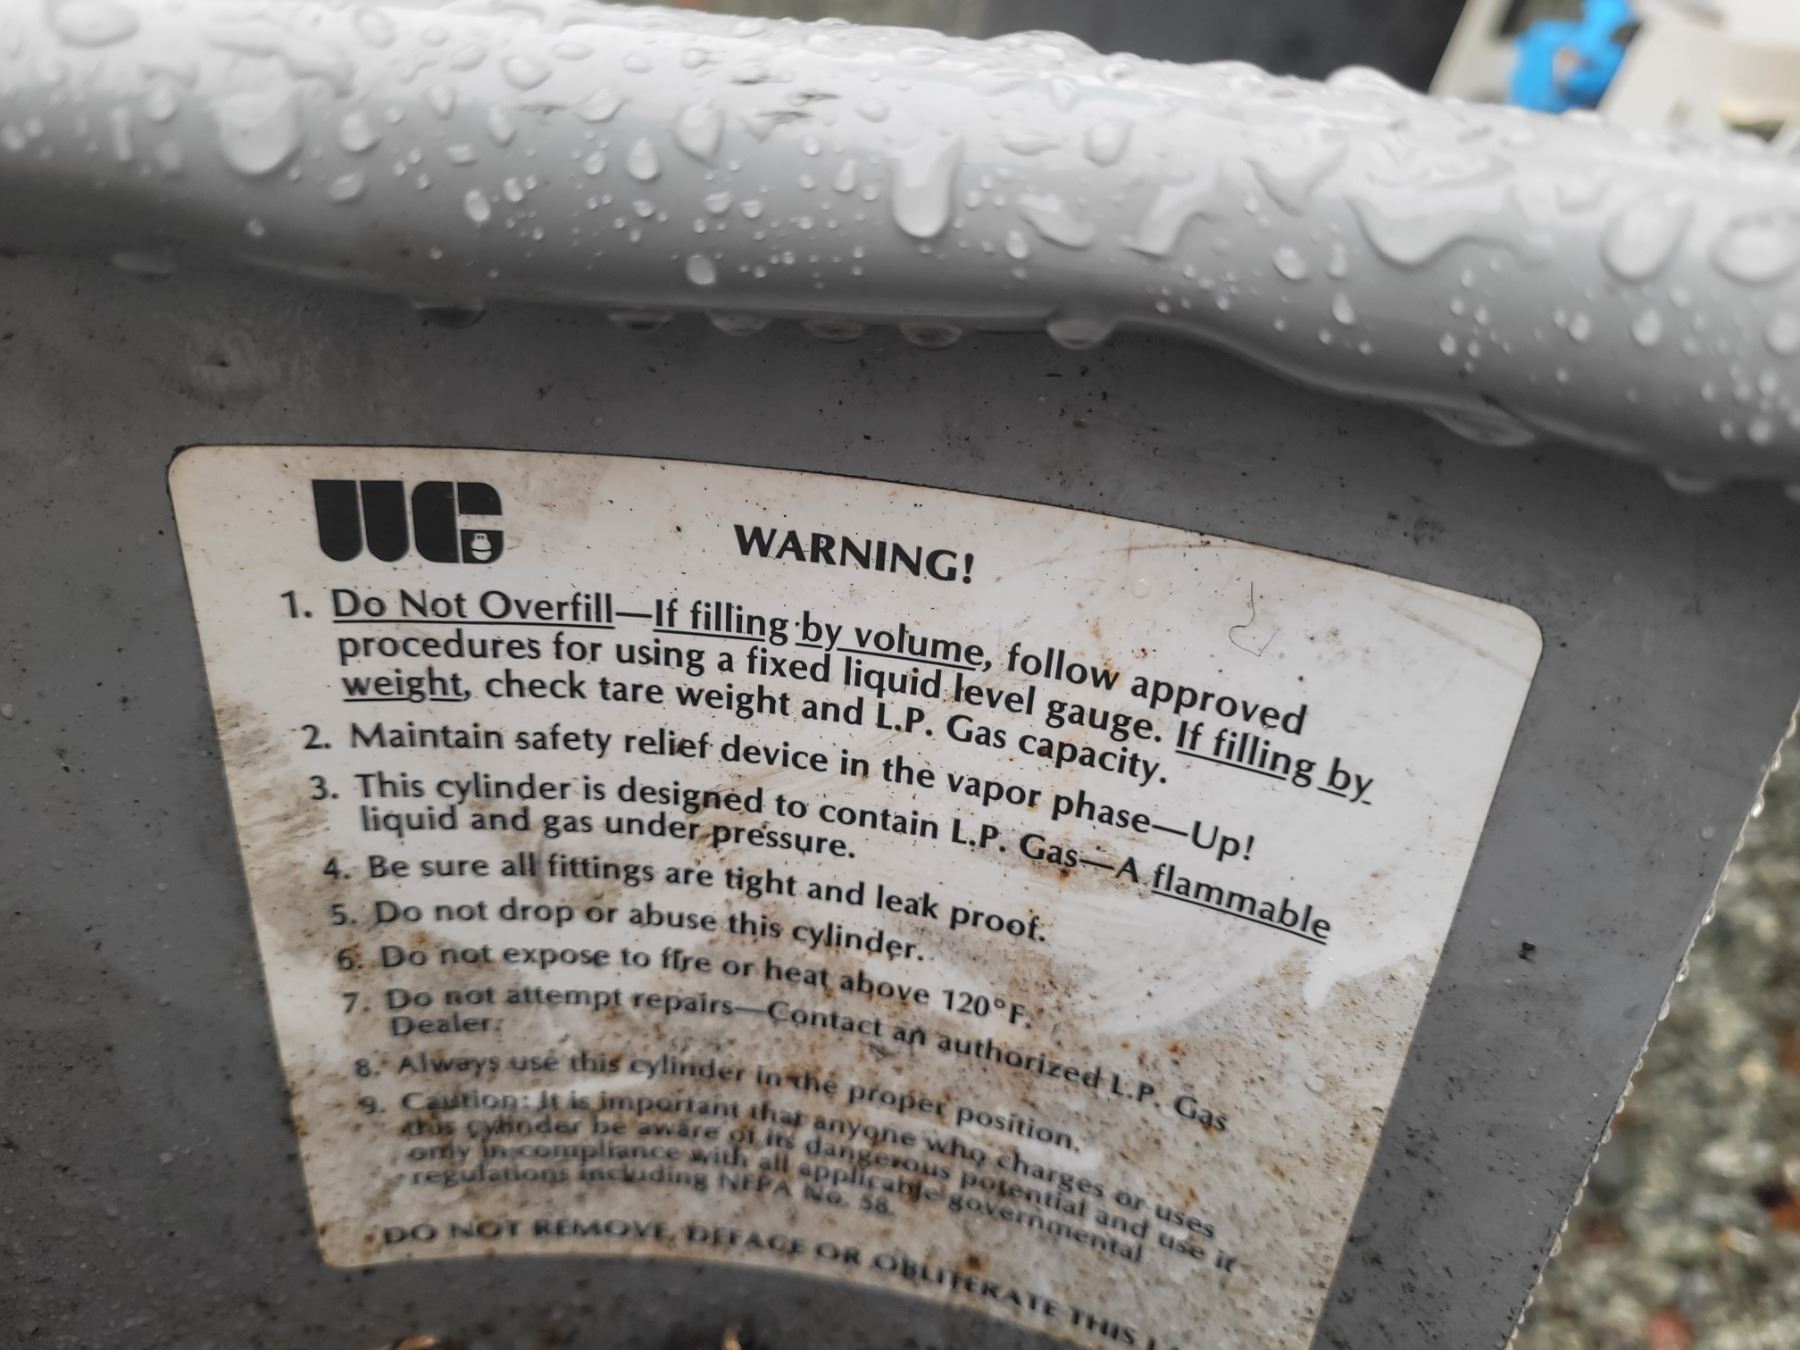 WG
WARNING!
1. Do Not Overfill—If filling by volume, follow approved
procedures for using a fixed liquid level gauge. If filling by
weight, check tare weight and L.P. Gas capacity.
2. Maintain safety relief device in the vapor phase—Up!
3. This cylinder is designed to contain L.P. Gas—A flammable
liquid and gas under pressure.
4. Be sure all fittings are tight and leak proof.
5. Do not drop or abuse this cylinder.
6. Do not expose to fire or heat above 120°F.
7. Do not attempt repairs—Contact an authorized L.P. Gas
Dealer.
8. Always use this cylinder in the proper position.
9. Caution: It is important that anyone who charges or uses
this cylinder be aware of its dangerous potential and use it
only in compliance with all applicable governmental
regulations including NFPA No. 58.
DO NOT REMOVE, DEFACE OR OBLITERATE THIS